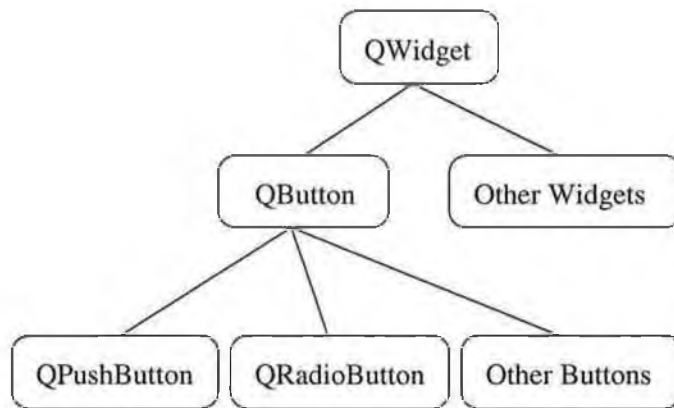 QWidget
QButton
Other Widgets
QPushButton
QRadioButton
Other Buttons